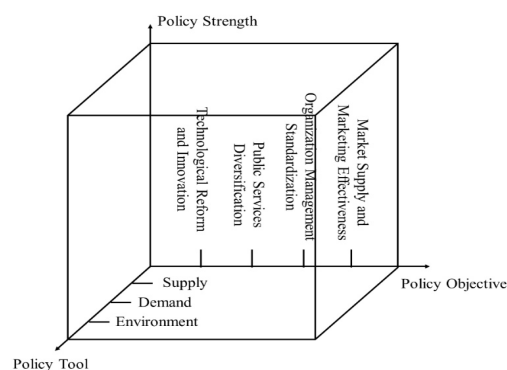 Policy Strength
Technological Reform
and Innovation
Public Services
Diversification
Organization Management
Standardization
Market Supply and
Marketing Effectiveness
Supply
Demand
Environment
Policy Objective
Policy Tool